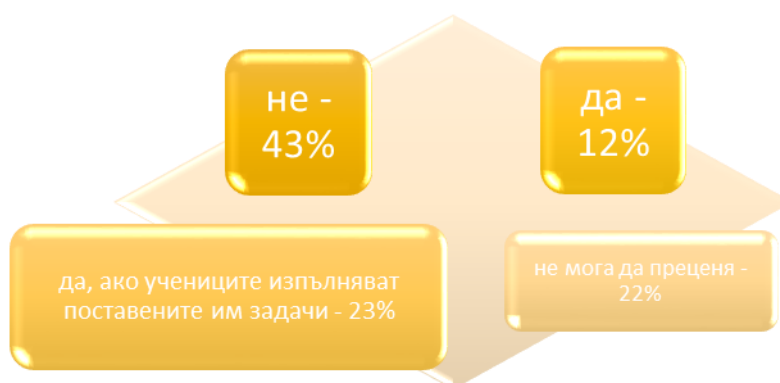 не -
43%
да -
12%
да, ако учениците изпълняват
поставените им задачи - 23%
не мога да преценя -
22%